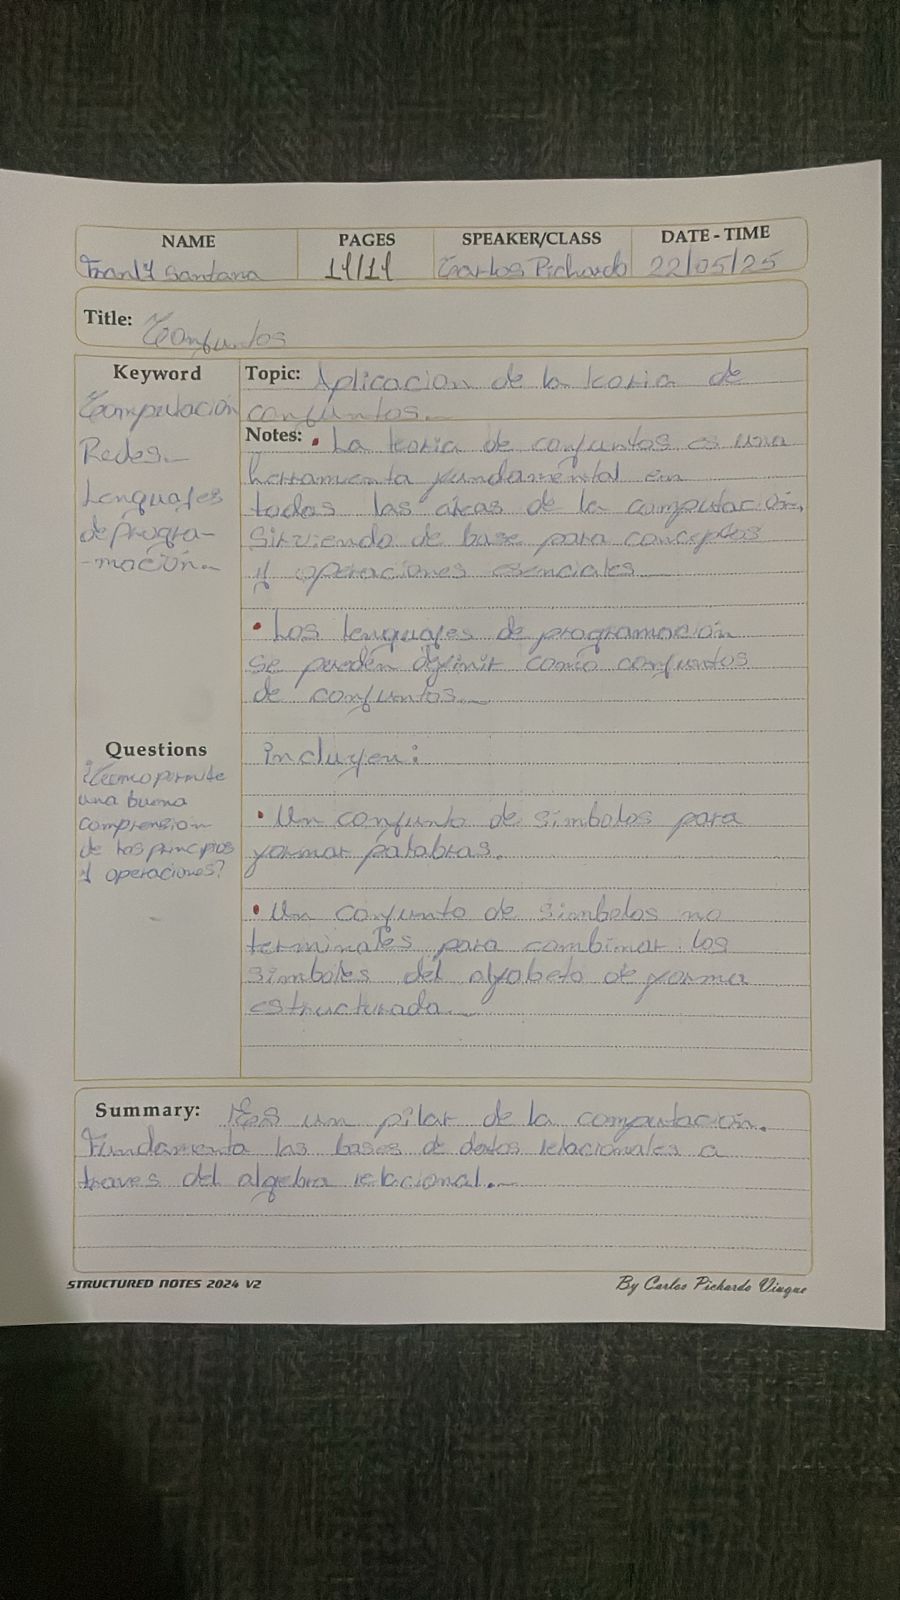 NAME PAGES SPEAKER/CLASS DATE - TIME
Franly Santana 11/11 Carlos Pichardo 22/05/25
Title: Conjuntos
Keyword
Computación
Redes.
Lenguajes
de progra-
-mación.
Topic: Aplicacion de la teoria de
conjuntos.
Notes: • La teoria de conjuntos es una
herramienta fundamental en
todas las áreas de la computación,
Sirviendo de base para conceptos
y operaciones esenciales
• Los lenguajes de programación
se pueden definir como conjuntos
de conjuntos.
Incluyen:
• Un conjunto de simbolos para
formar palabras.
• Un conjunto de simbolos no
terminales para combinar los
simbolos del alfabeto de forma
estructurada.
Questions
¿Como permite
una buena
comprensión
de los principios
y operaciones?
Summary: Es un pilar de la computación.
Fundamenta las bases de datos relacionales a
traves del algebra relacional.
STRUCTURED NOTES 2024 V2
By Carlos Pichardo Viuque